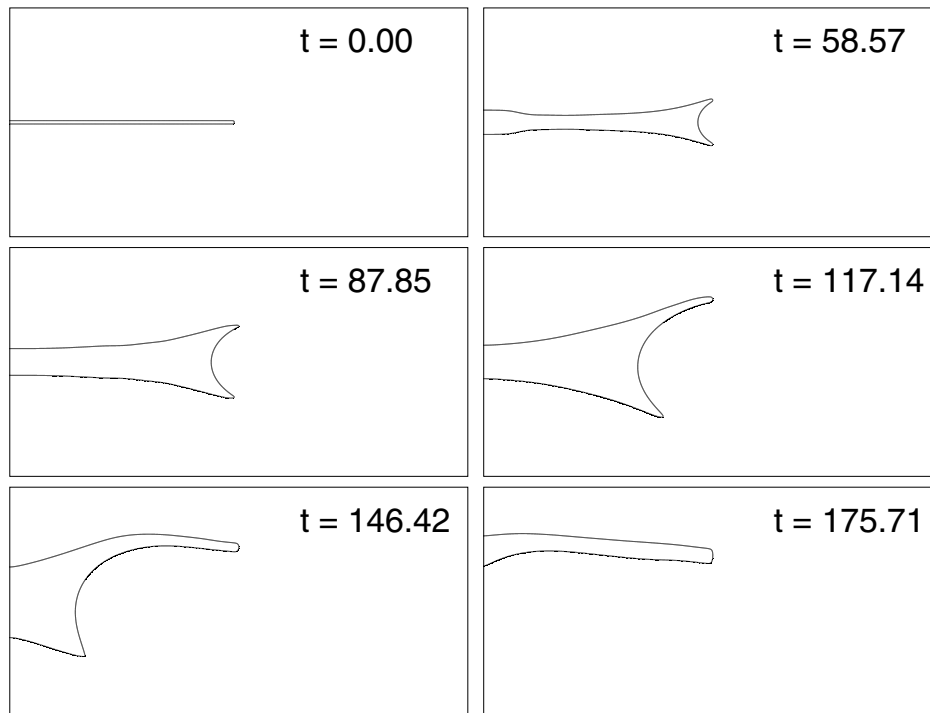 t = 0.00
t = 58.57
t = 87.85
t = 117.14
t = 146.42
t = 175.71